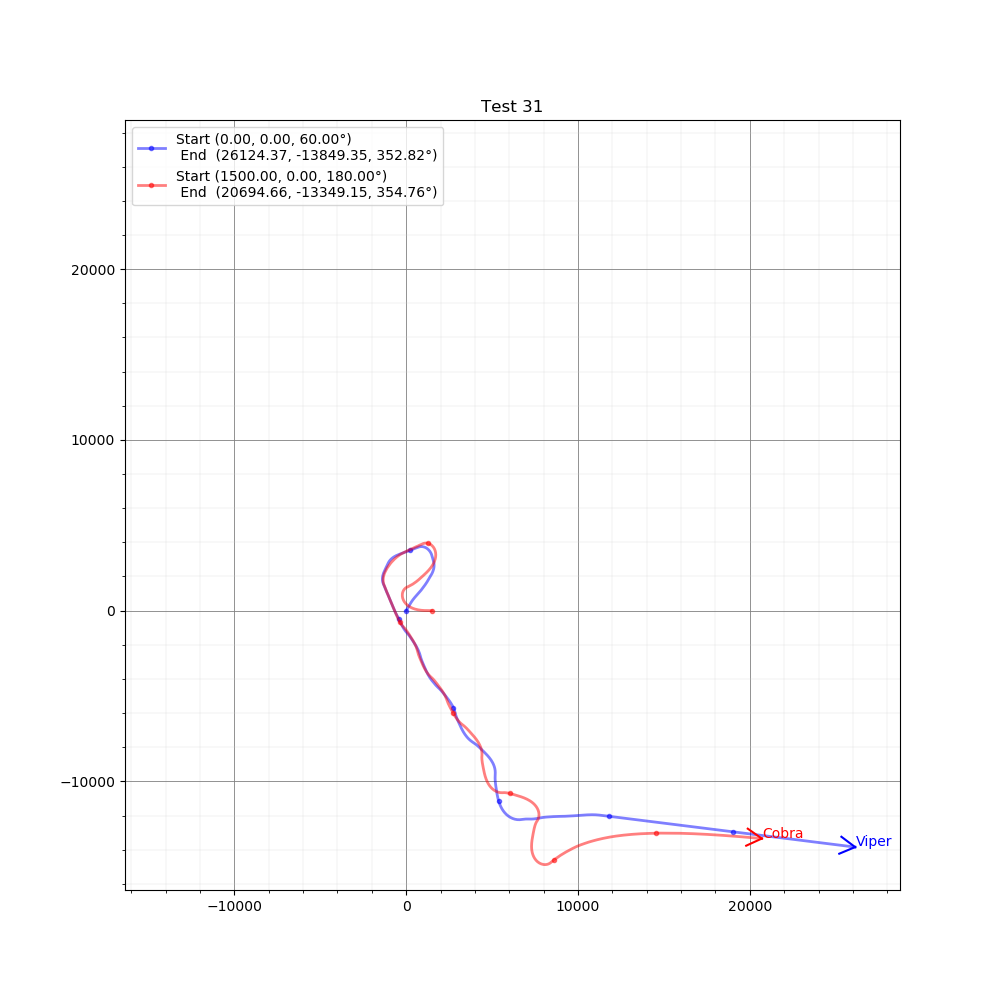 Test 31
Start (0.00, 0.00, 60.00°)
End  (26124.37, -13849.35, 352.82°)
Start (1500.00, 0.00, 180.00°)
End  (20694.66, -13349.15, 354.76°)
20000
10000
0
−10000
Cobra
Viper
−10000
0
10000
20000